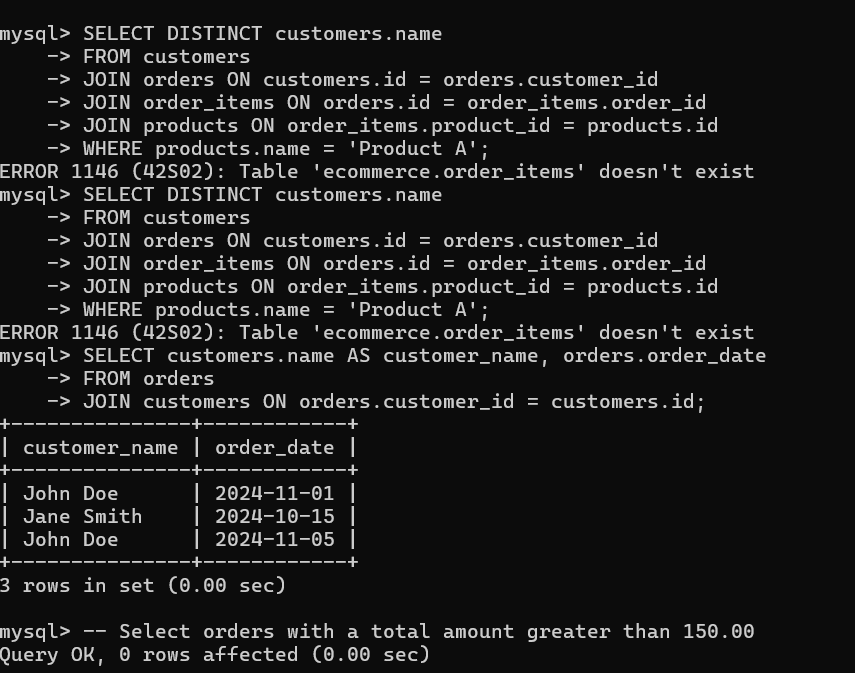 mysql> SELECT DISTINCT customers.name
    -> FROM customers
    -> JOIN orders ON customers.id = orders.customer_id
    -> JOIN order_items ON orders.id = order_items.order_id
    -> JOIN products ON order_items.product_id = products.id
    -> WHERE products.name = 'Product A';
ERROR 1146 (42S02): Table 'ecommerce.order_items' doesn't exist
mysql> SELECT DISTINCT customers.name
    -> FROM customers
    -> JOIN orders ON customers.id = orders.customer_id
    -> JOIN order_items ON orders.id = order_items.order_id
    -> JOIN products ON order_items.product_id = products.id
    -> WHERE products.name = 'Product A';
ERROR 1146 (42S02): Table 'ecommerce.order_items' doesn't exist
mysql> SELECT customers.name AS customer_name, orders.order_date
    -> FROM orders
    -> JOIN customers ON orders.customer_id = customers.id;
+---------------+------------+
| customer_name | order_date |
+---------------+------------+
| John Doe      | 2024-11-01 |
| Jane Smith    | 2024-10-15 |
| John Doe      | 2024-11-05 |
+---------------+------------+
3 rows in set (0.00 sec)

mysql> -- Select orders with a total amount greater than 150.00
Query OK, 0 rows affected (0.00 sec)